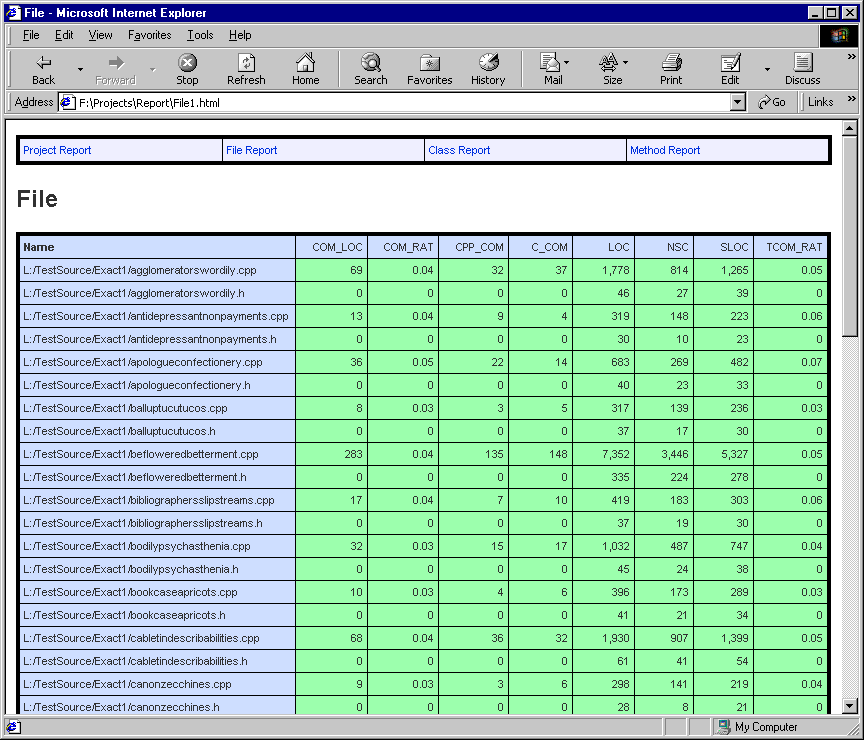 File - Microsoft Internet Explorer
File Edit View Favorites Tools Help
Back Forward Stop Refresh Home Search Favorites History Mail Size Print Edit Discuss
Address F:\Projects\Report\File1.html Go Links
Project Report File Report Class Report Method Report
File
Name COM_LOC COM_RAT CPP_COM C_COM LOC NSC SLOC TCOM_RAT
L:/TestSource/Exact1/agglomeratorswordily.cpp 69 0.04 32 37 1,778 814 1,265 0.05
L:/TestSource/Exact1/agglomeratorswordily.h 0 0 0 0 46 27 39 0
L:/TestSource/Exact1/antidepressantnonpayments.cpp 13 0.04 9 4 319 148 223 0.06
L:/TestSource/Exact1/antidepressantnonpayments.h 0 0 0 0 30 10 23 0
L:/TestSource/Exact1/apologueconfectionery.cpp 36 0.05 22 14 683 269 482 0.07
L:/TestSource/Exact1/apologueconfectionery.h 0 0 0 0 40 23 33 0
L:/TestSource/Exact1/balluptucutucos.cpp 8 0.03 3 5 317 139 236 0.03
L:/TestSource/Exact1/balluptucutucos.h 0 0 0 0 37 17 30 0
L:/TestSource/Exact1/befloweredbetterment.cpp 283 0.04 135 148 7,352 3,446 5,327 0.05
L:/TestSource/Exact1/befloweredbetterment.h 0 0 0 0 335 224 278 0
L:/TestSource/Exact1/bibliographersslipstreams.cpp 17 0.04 7 10 419 183 303 0.06
L:/TestSource/Exact1/bibliographersslipstreams.h 0 0 0 0 37 19 30 0
L:/TestSource/Exact1/bodilypsychasthenia.cpp 32 0.03 15 17 1,032 487 747 0.04
L:/TestSource/Exact1/bodilypsychasthenia.h 0 0 0 0 45 24 38 0
L:/TestSource/Exact1/bookcaseapricots.cpp 10 0.03 4 6 396 173 289 0.03
L:/TestSource/Exact1/bookcaseapricots.h 0 0 0 0 41 21 34 0
L:/TestSource/Exact1/cabletindescribabilities.cpp 68 0.04 36 32 1,930 907 1,399 0.05
L:/TestSource/Exact1/cabletindescribabilities.h 0 0 0 0 61 41 54 0
L:/TestSource/Exact1/canonzecchines.cpp 9 0.03 3 6 298 141 219 0.04
L:/TestSource/Exact1/canonzecchines.h 0 0 0 0 28 8 21 0
My Computer